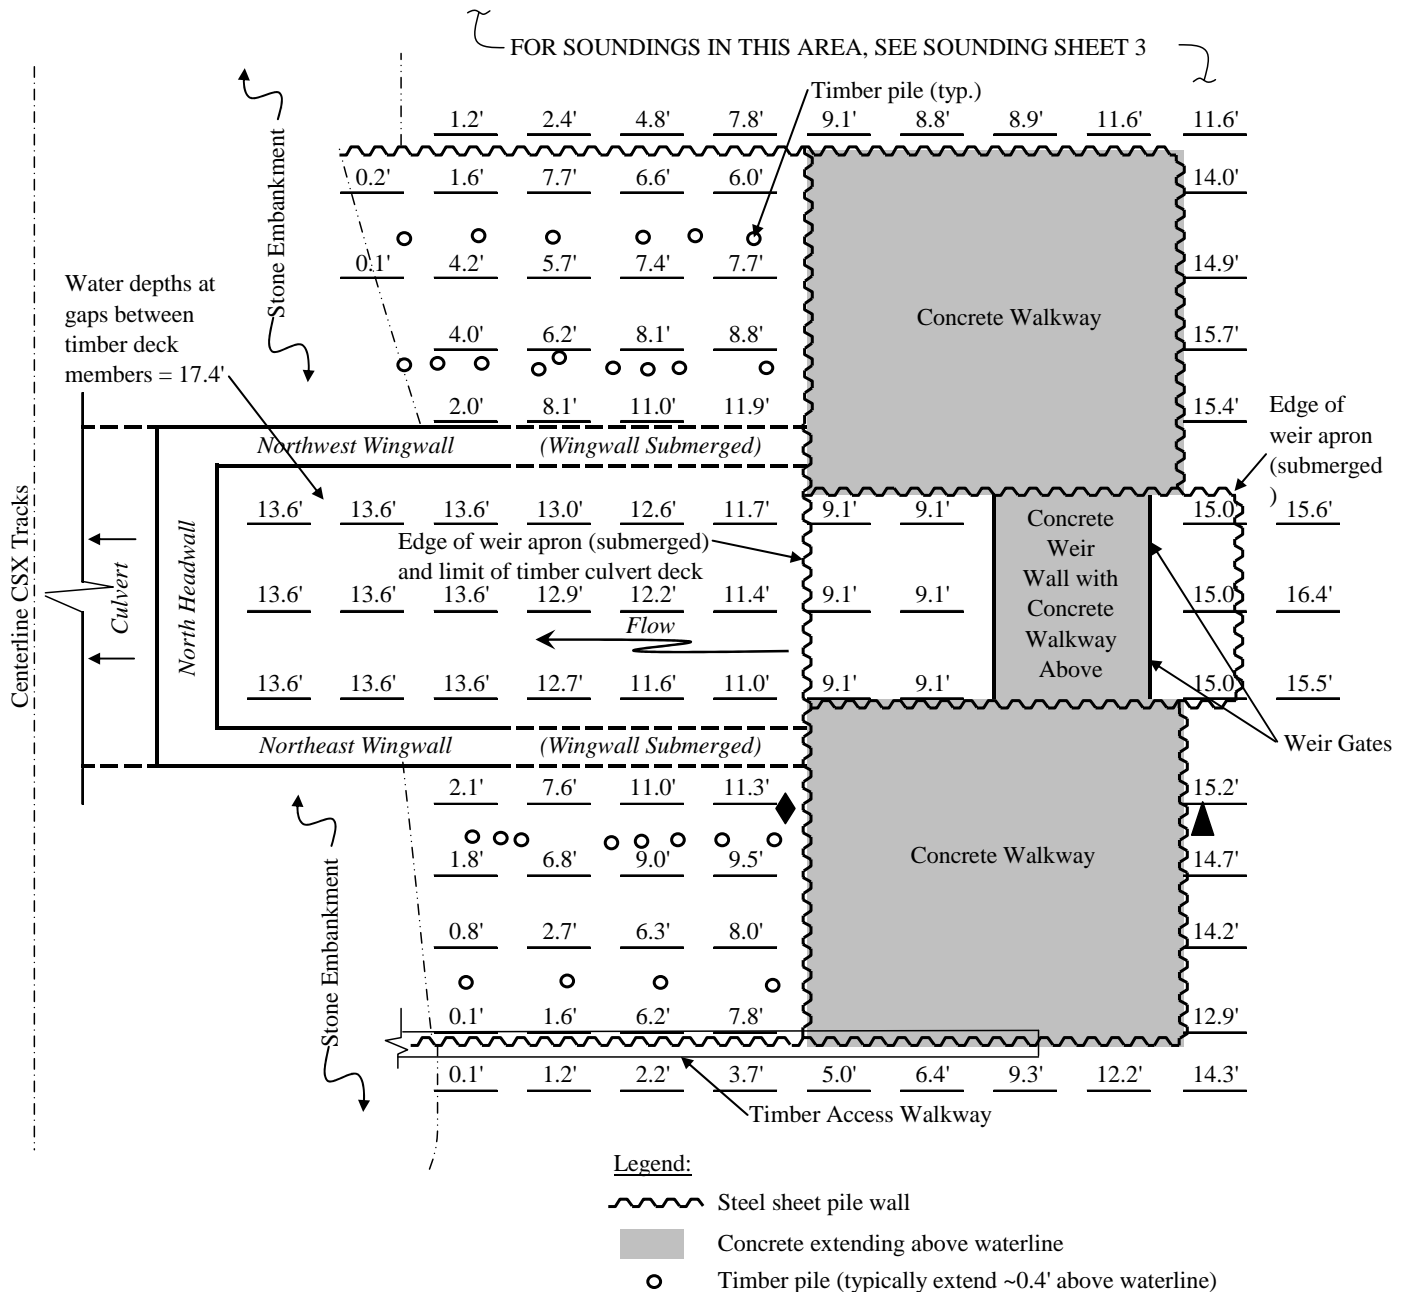 FOR SOUNDINGS IN THIS AREA, SEE SOUNDING SHEET 3
Timber pile (typ.)
1.2' 2.4' 4.8' 7.8' 9.1' 8.8' 8.9' 11.6' 11.6'
0.2' 1.6' 7.7' 6.6' 6.0' 14.0'
Stone Embankment
0.1' 4.2' 5.7' 7.4' 7.7' 14.9'
Water depths at
gaps between
timber deck
members = 17.4'
Concrete Walkway
4.0' 6.2' 8.1' 8.8' 15.7'
2.0' 8.1' 11.0' 11.9' 15.4'
Edge of
weir apron
(submerged
)
Northwest Wingwall (Wingwall Submerged)
13.6' 13.6' 13.6' 13.0' 12.6' 11.7' 9.1' 9.1' 15.0' 15.6'
Edge of weir apron (submerged)
and limit of timber culvert deck
Concrete
Weir
Wall with
Concrete
Walkway
Above
Centerline CSX Tracks
Culvert
North Headwall
13.6' 13.6' 13.6' 12.9' 12.2' 11.4' 9.1' 9.1' 15.0' 16.4'
Flow
13.6' 13.6' 13.6' 12.7' 11.6' 11.0' 9.1' 9.1' 15.0' 15.5'
Weir Gates
Northeast Wingwall (Wingwall Submerged)
2.1' 7.6' 11.0' 11.3' 15.2'
1.8' 6.8' 9.0' 9.5' 14.7'
Concrete Walkway
Stone Embankment
0.8' 2.7' 6.3' 8.0' 14.2'
0.1' 1.6' 6.2' 7.8' 12.9'
0.1' 1.2' 2.2' 3.7' 5.0' 6.4' 9.3' 12.2' 14.3'
Timber Access Walkway
Legend:
Steel sheet pile wall
Concrete extending above waterline
Timber pile (typically extend ~0.4' above waterline)